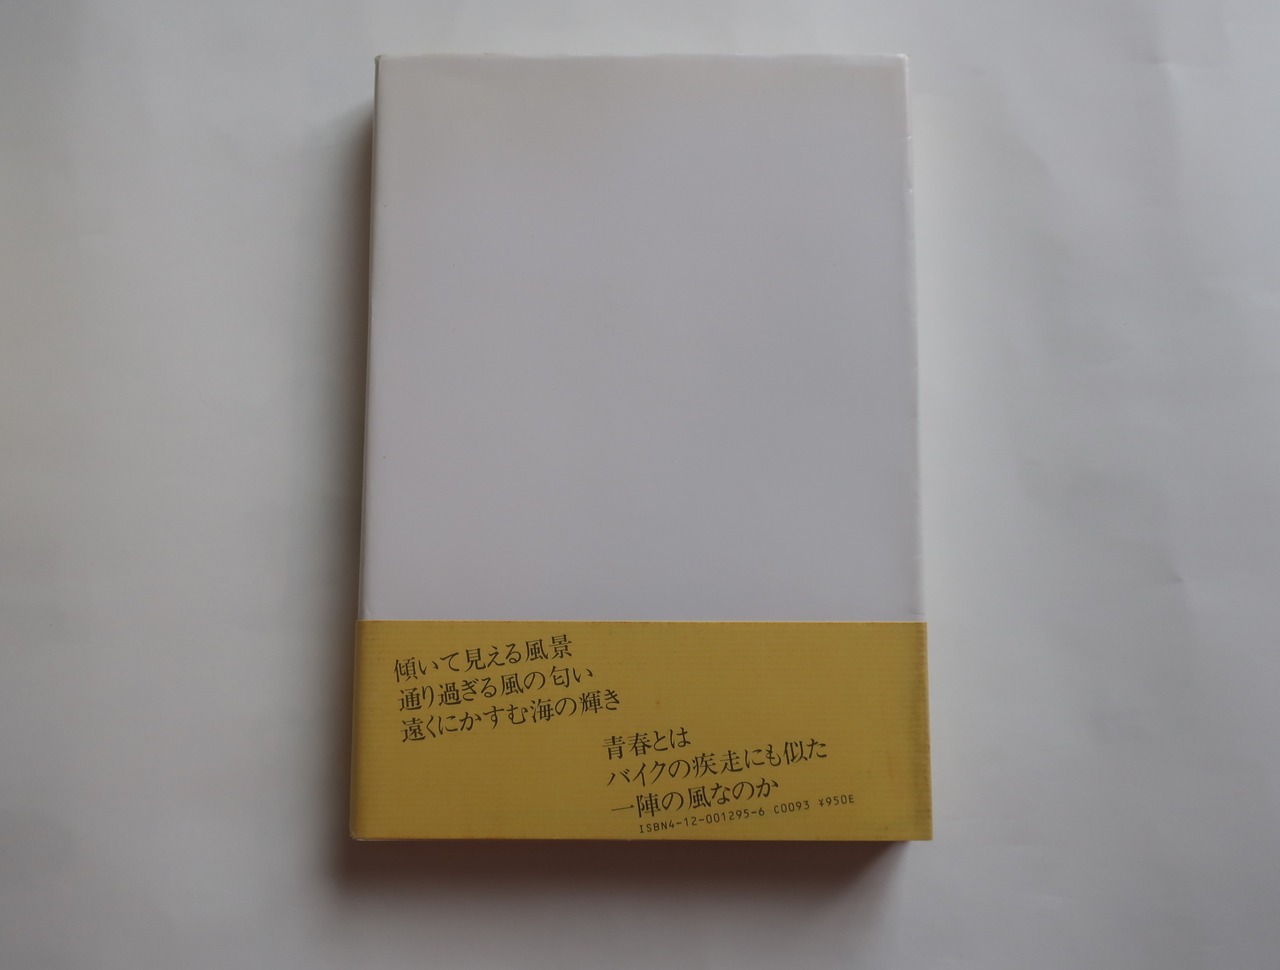 傾いて見える風景
通り過ぎる風の匂い
遠くにかすむ海の輝き
青春とは
バイクの疾走にも似た
一陣の風なのか
ISBN4-12-001295-6 C0093 ¥950E